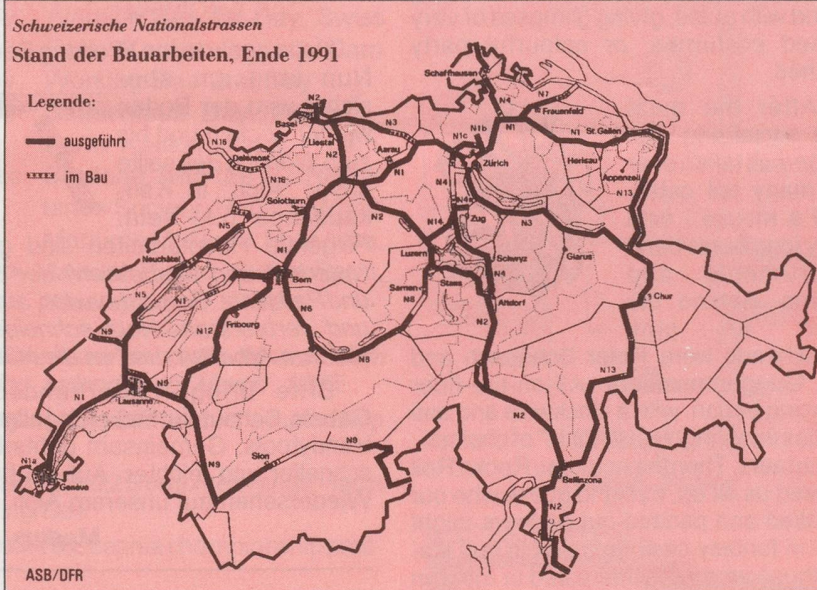 Schweizerische Nationalstrassen
Stand der Bauarbeiten, Ende 1991
Legende:
ausgeführt
im Bau
Schaffhausen
N4
N7
Frauenfeld
N2
Basel
Liestal
N2
N3
Aarau
N1
N1c
N1b
N1
N1
St.Gallen
Zürich
Herisau
Appenzell
N13
N16
Delémont
N16
Solothurn
N4
N4a
Zug
N3
N5
N2
N14
Luzern
Schwyz
N4
Glarus
Neuchâtel
N1
Bern
Sarnen
N8
Stans
Altdorf
Chur
N5
N1
N12
Fribourg
N6
N2
N9
N8
N13
N1
N9
Lausanne
N2
Sion
N9
N9
N1a
Genève
Bellinzona
N2
ASB/DFR